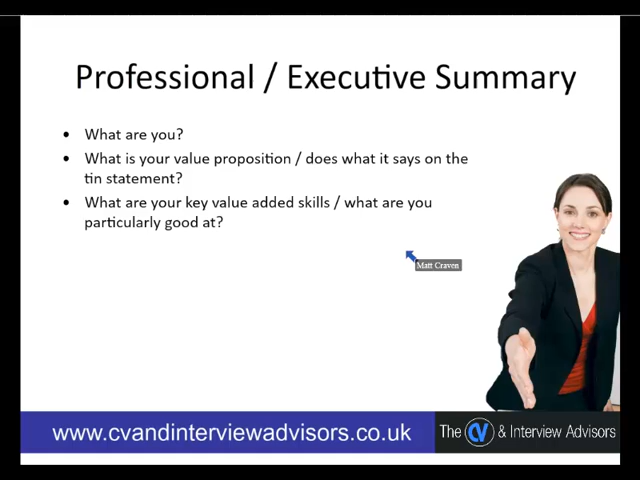 Professional / Executive Summary
• What are you?
• What is your value proposition / does what it says on the
tin statement?
• What are your key value added skills / what are you
particularly good at?
Matt Craven
www.cvandinterviewadvisors.co.uk
The CV & Interview Advisors